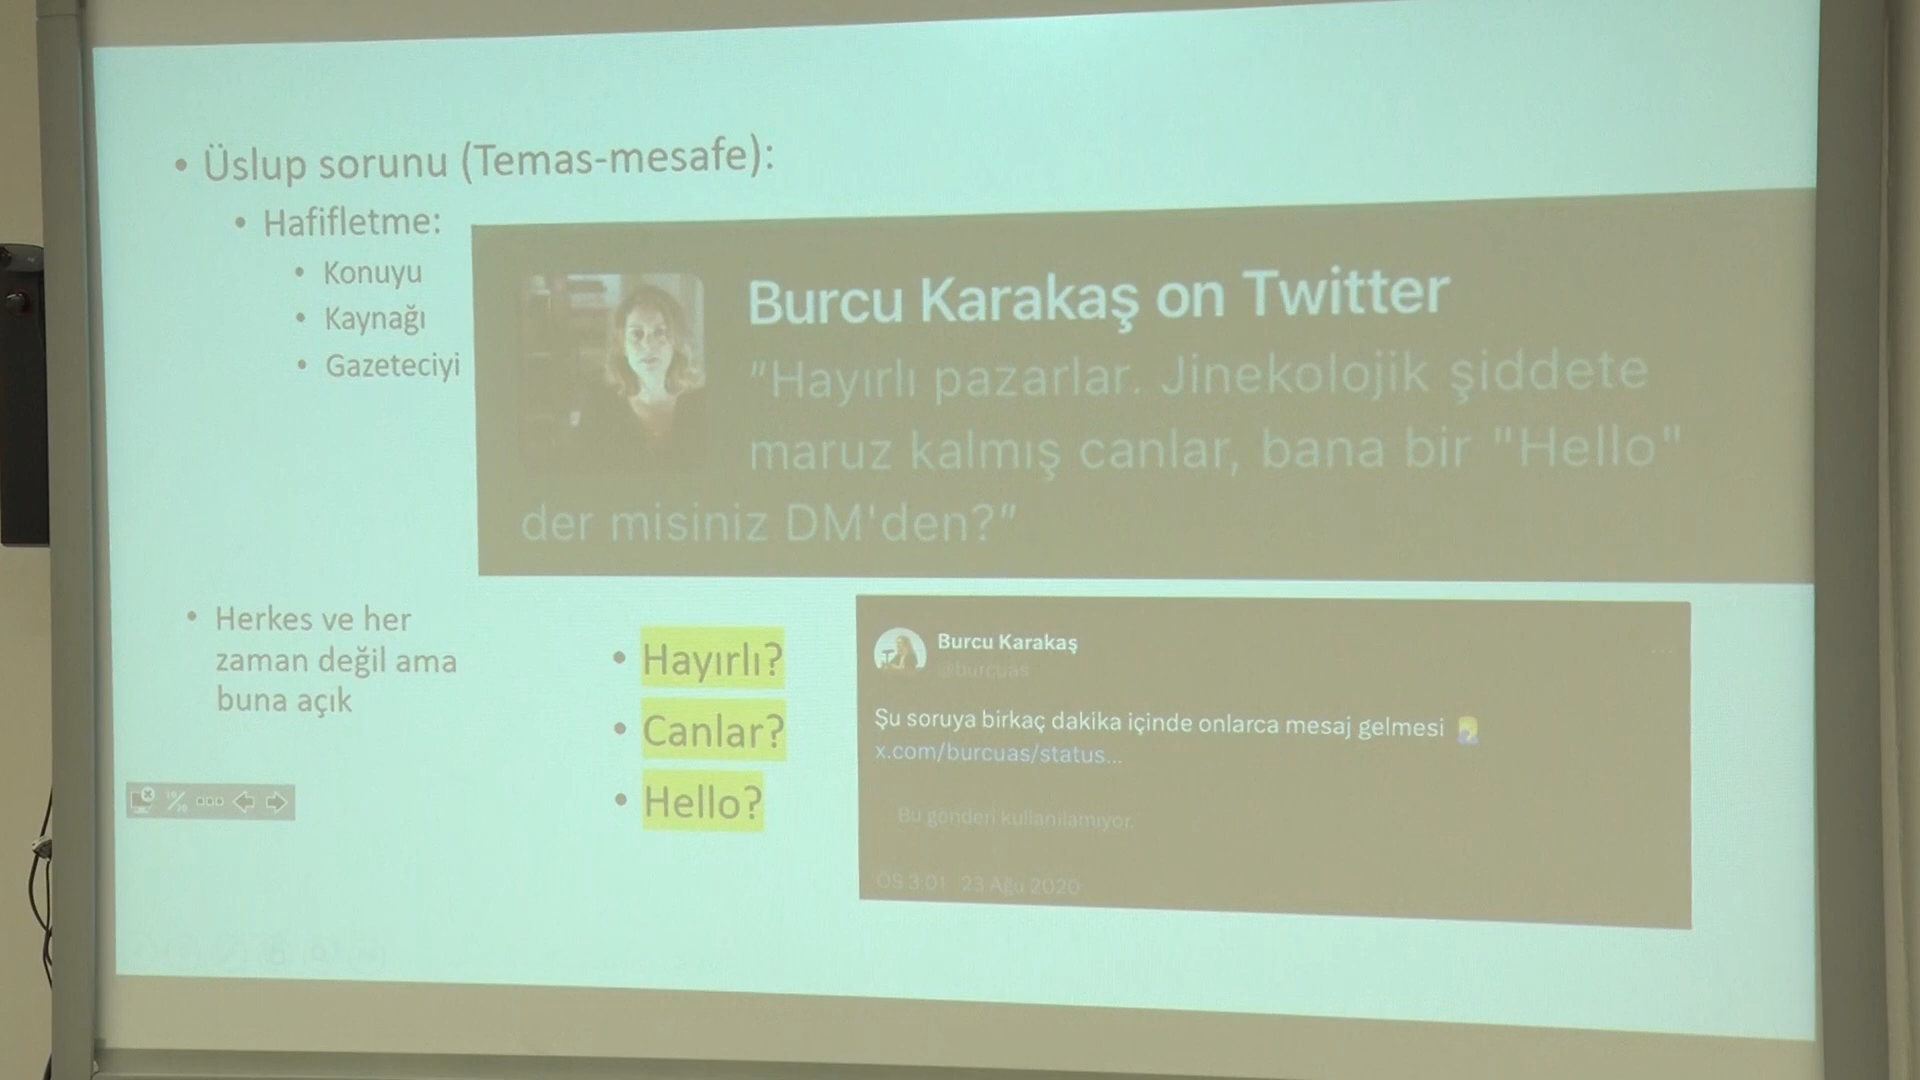 • Üslup sorunu (Temas-mesafe):
• Hafifletme:
• Konuyu
• Kaynağı
• Gazeteciyi
Burcu Karakaş on Twitter
"Hayırlı pazarlar. Jinekolojik şiddete
maruz kalmış canlar, bana bir "Hello"
der misiniz DM'den?"
• Herkes ve her
zaman değil ama
buna açık
• Hayırlı?
• Canlar?
• Hello?
Burcu Karakaş
@burcuas
Şu soruya birkaç dakika içinde onlarca mesaj gelmesi 🤦‍♀️
x.com/burcuas/status...
Bu gönderi kullanılamıyor.
ÖS 3:01 23 Ağu 2020
19/20